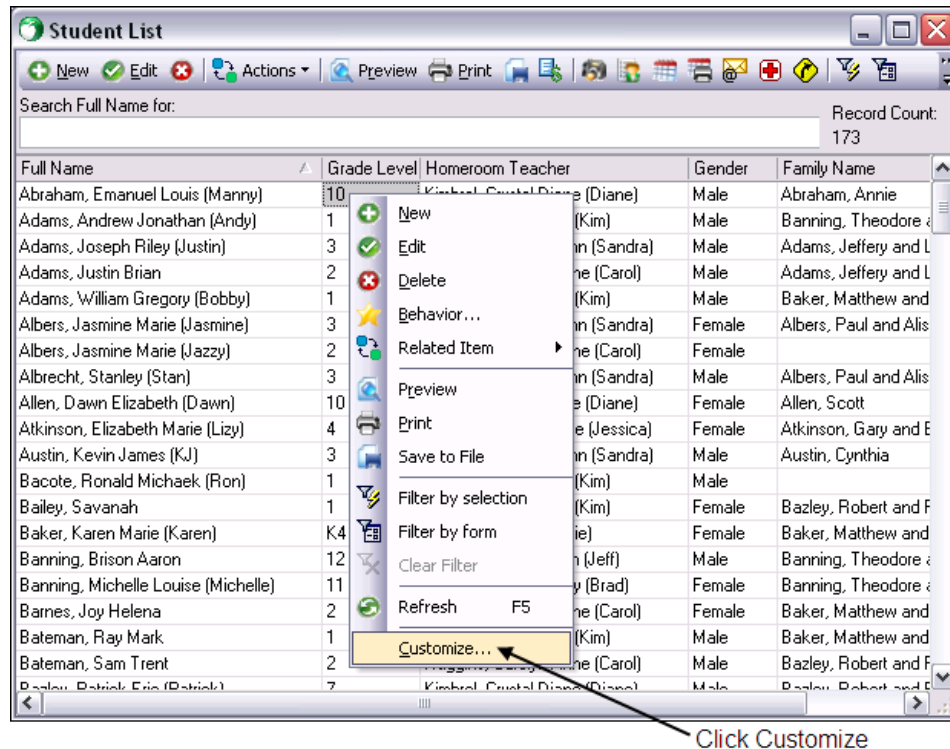 Student List
New Edit Actions Preview Print
Search Full Name for:
Record Count:
173
Full Name Grade Level Homeroom Teacher Gender Family Name
Abraham, Emanuel Louis (Manny) 10 (Diane) Male Abraham, Annie
Adams, Andrew Jonathan (Andy) 1 (Kim) Male Banning, Theodore
Adams, Joseph Riley (Justin) 3 (Sandra) Male Adams, Jeffery and L
Adams, Justin Brian 2 (Carol) Male Adams, Jeffery and L
Adams, William Gregory (Bobby) 1 (Kim) Male Baker, Matthew and
Albers, Jasmine Marie (Jasmine) 3 (Sandra) Female Albers, Paul and Alis
Albers, Jasmine Marie (Jazzy) 2 (Carol) Female
Albrecht, Stanley (Stan) 3 (Sandra) Male Albers, Paul and Alis
Allen, Dawn Elizabeth (Dawn) 10 (Diane) Female Allen, Scott
Atkinson, Elizabeth Marie (Lizy) 4 (Jessica) Female Atkinson, Gary and
Austin, Kevin James (KJ) 3 (Sandra) Male Austin, Cynthia
Bacote, Ronald Michaek (Ron) 1 (Kim) Male
Bailey, Savanah 1 (Kim) Female Bazley, Robert and
Baker, Karen Marie (Karen) K4 Female Baker, Matthew and
Banning, Brison Aaron 12 (Jeff) Male Banning, Theodore
Banning, Michelle Louise (Michelle) 11 (Brad) Female Banning, Theodore
Barnes, Joy Helena 2 (Carol) Female Baker, Matthew and
Bateman, Ray Mark 1 (Kim) Male Baker, Matthew and
Bateman, Sam Trent 2 (Carol) Male Bazley, Robert and
New
Edit
Delete
Behavior...
Related Item
Preview
Print
Save to File
Filter by selection
Filter by form
Clear Filter
Refresh F5
Customize...
Click Customize